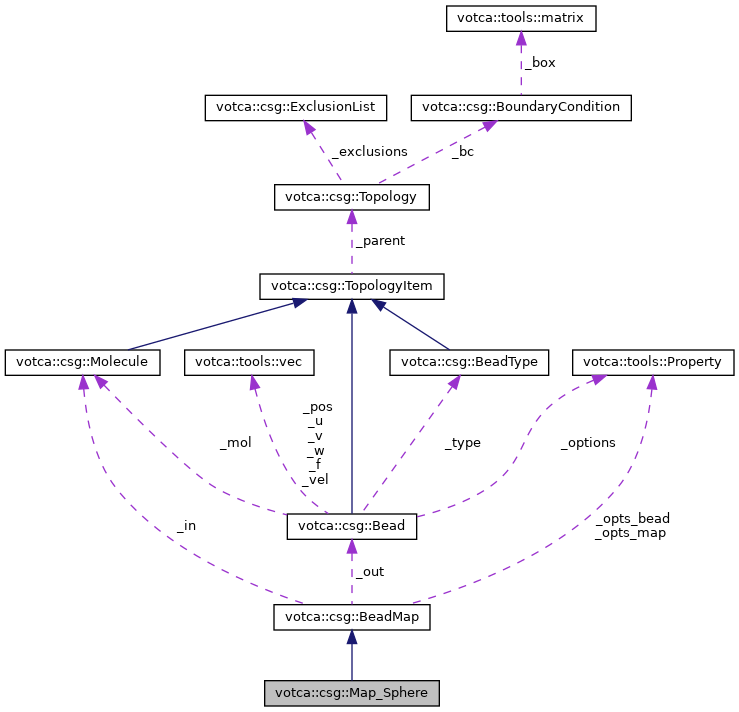 votca::tools::matrix
_box
votca::csg::ExclusionList
votca::csg::BoundaryCondition
_exclusions
_bc
votca::csg::Topology
_parent
votca::csg::TopologyItem
votca::csg::Molecule
votca::tools::vec
votca::csg::BeadType
votca::tools::Property
_mol
_pos
_u
_v
_w
_f
_vel
_type
_options
votca::csg::Bead
_in
_out
_opts_bead
_opts_map
votca::csg::BeadMap
votca::csg::Map_Sphere